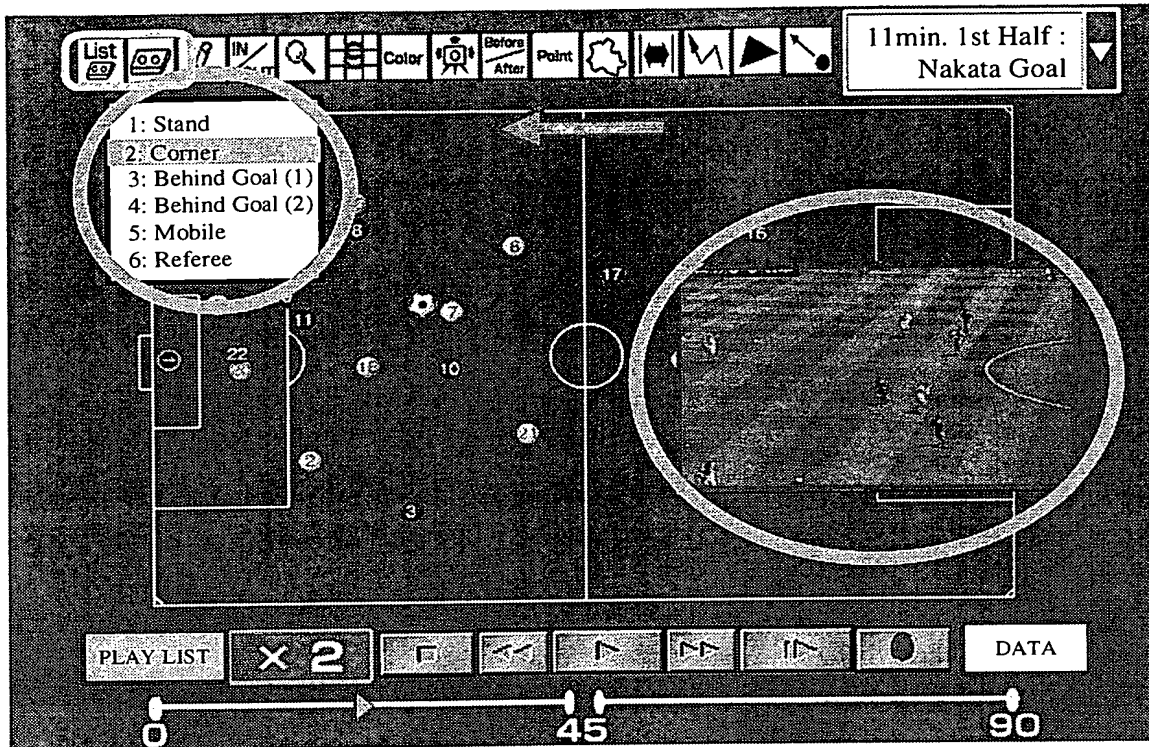 List
IN
Color
Before
After
Point
11min. 1st Half :
Nakata Goal
1: Stand
2: Corner
3: Behind Goal (1)
4: Behind Goal (2)
5: Mobile
6: Referee
8
16
6
17
11
7
1
22
10
21
2
3
PLAY LIST
× 2
DATA
0
45
90